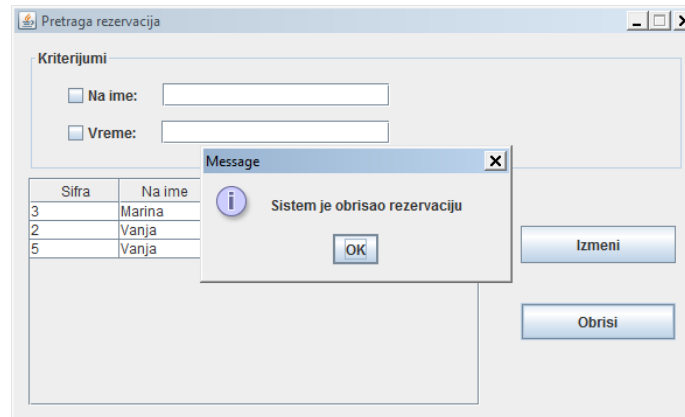 Pretraga rezervacija
Kriterijumi
Na ime:
Vreme:
Message
Sistem je obrisao rezervaciju
OK
Sifra Na ime
3 Marina
2 Vanja
5 Vanja
Izmeni
Obrisi